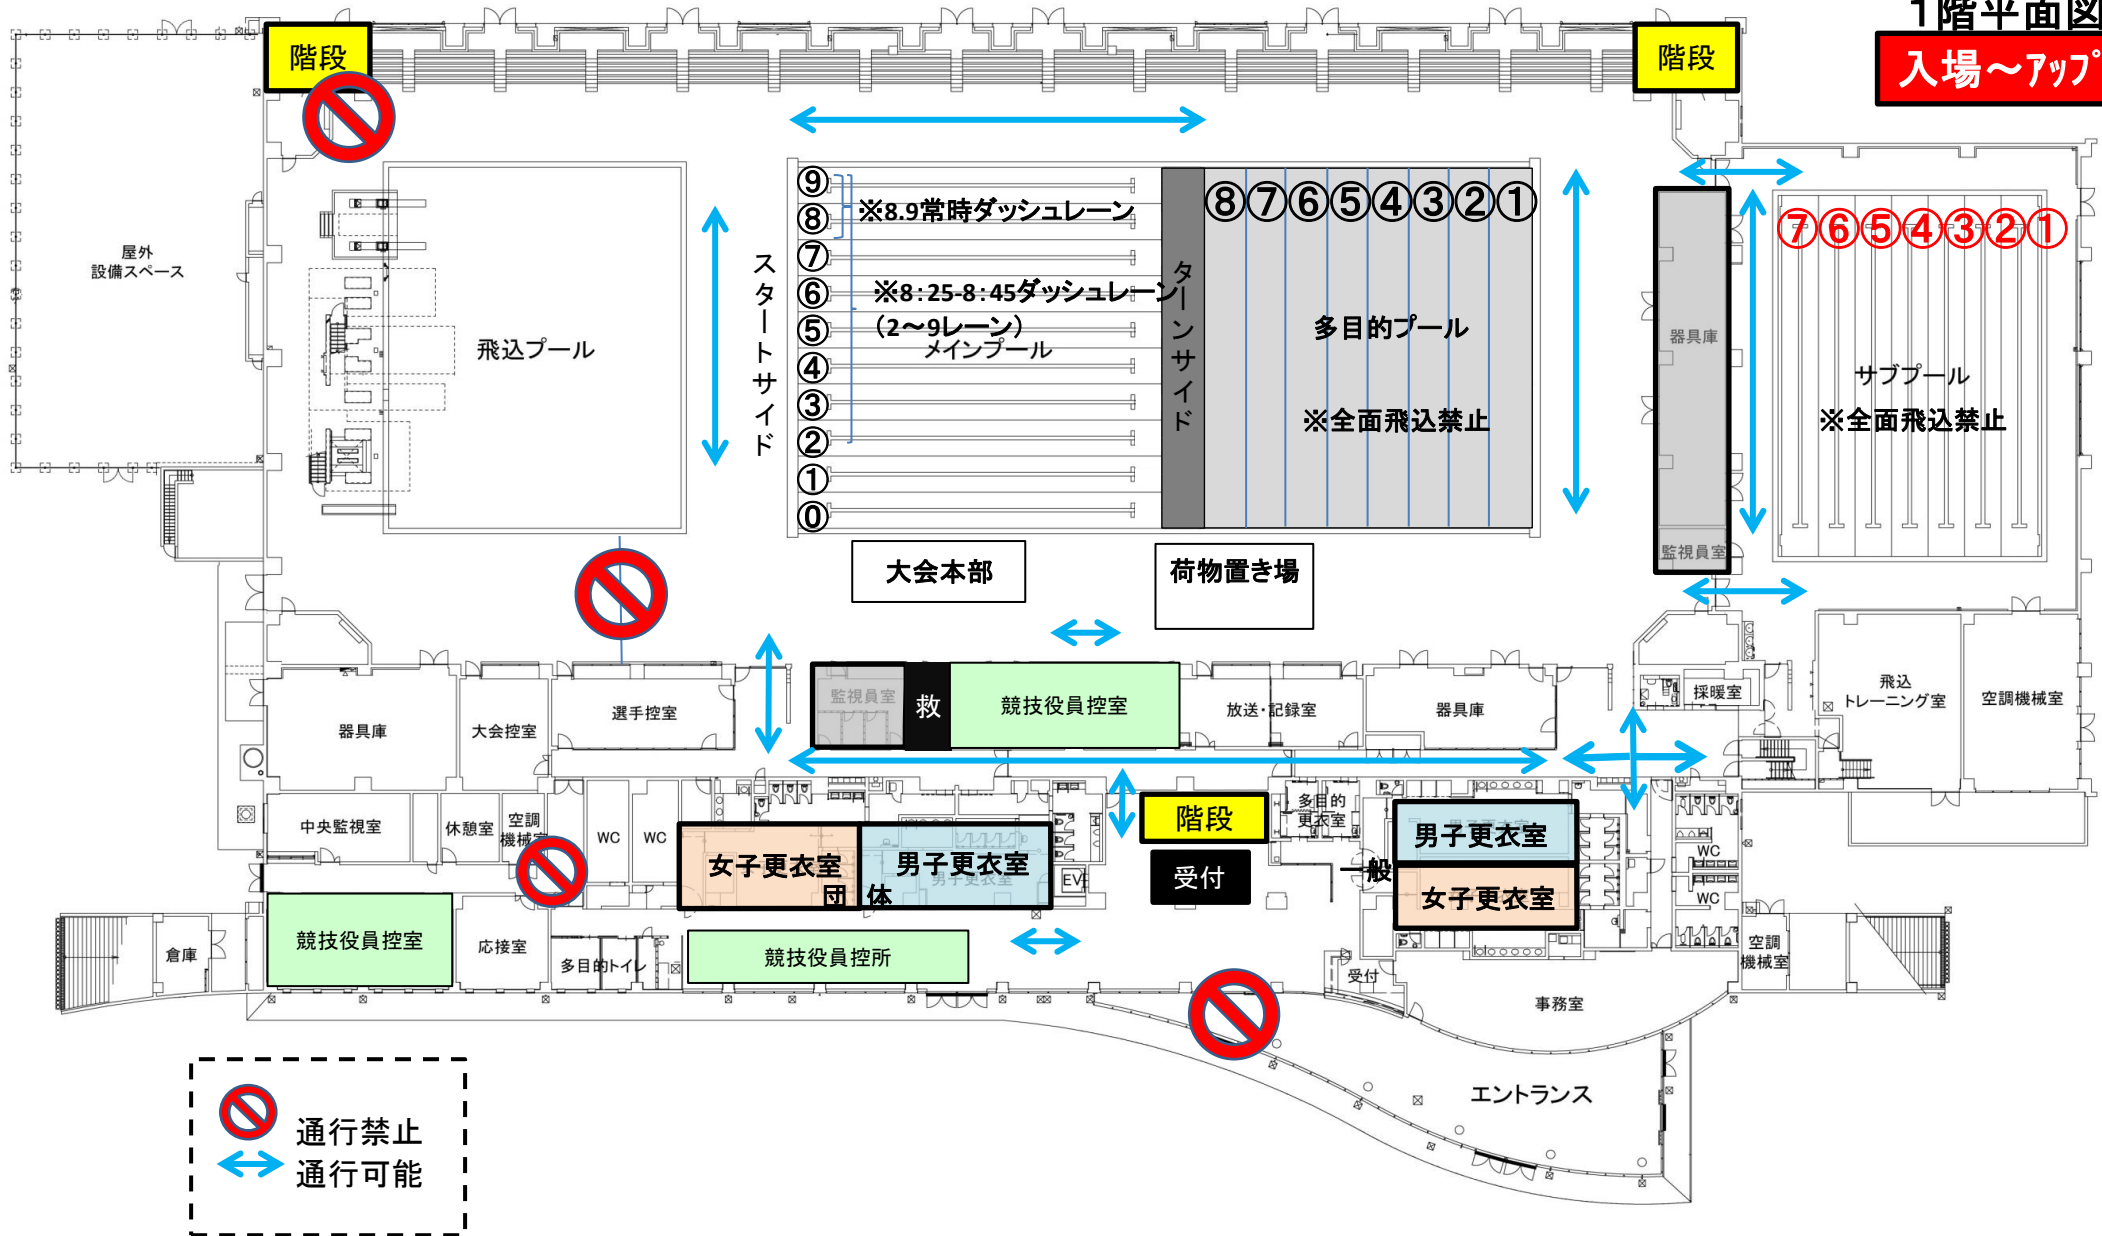 1階平面図
入場～アップ
階段
階段
屋外
設備スペース
飛込プール
スタートサイド
⑨
⑧
⑦
⑥
⑤
④
③
②
①
⓪
※8.9常時ダッシュレーン
※8:25-8:45ダッシュレーン
（2～9レーン）
メインプール
ターンサイド
⑧⑦⑥⑤④③②①
多目的プール
※全面飛込禁止
器具庫
監視員室
⑦⑥⑤④③②①
サブプール
※全面飛込禁止
大会本部
荷物置き場
器具庫
大会控室
選手控室
監視員室
救
競技役員控室
放送・記録室
器具庫
採暖室
飛込
トレーニング室
空調機械室
中央監視室
休憩室
空調
機械室
WC
WC
女子更衣室
男子更衣室
男子更衣室
団 体
EV
階段
受付
多目的
更衣室
一般
男子更衣室
女子更衣室
WC
WC
倉庫
競技役員控室
応接室
多目的トイレ
競技役員控所
受付
事務室
空調
機械室
エントランス
通行禁止
通行可能